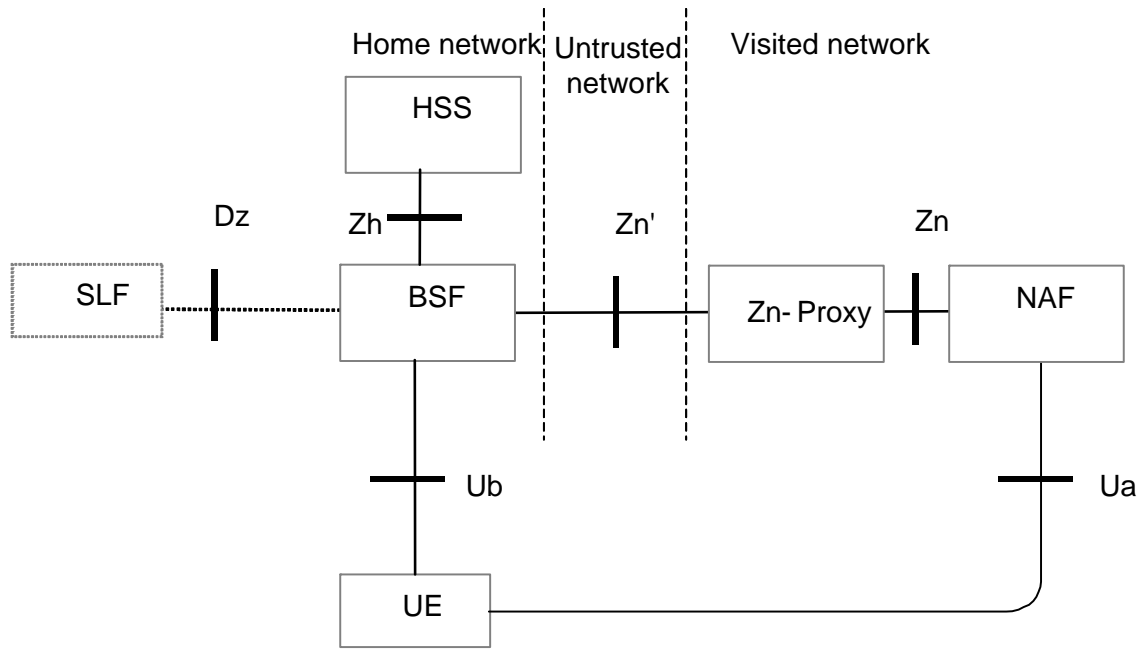 Home network
Untrusted
network
Visited network
HSS
Dz
Zh
Zn'
Zn
SLF
BSF
Zn- Proxy
NAF
Ub
Ua
UE